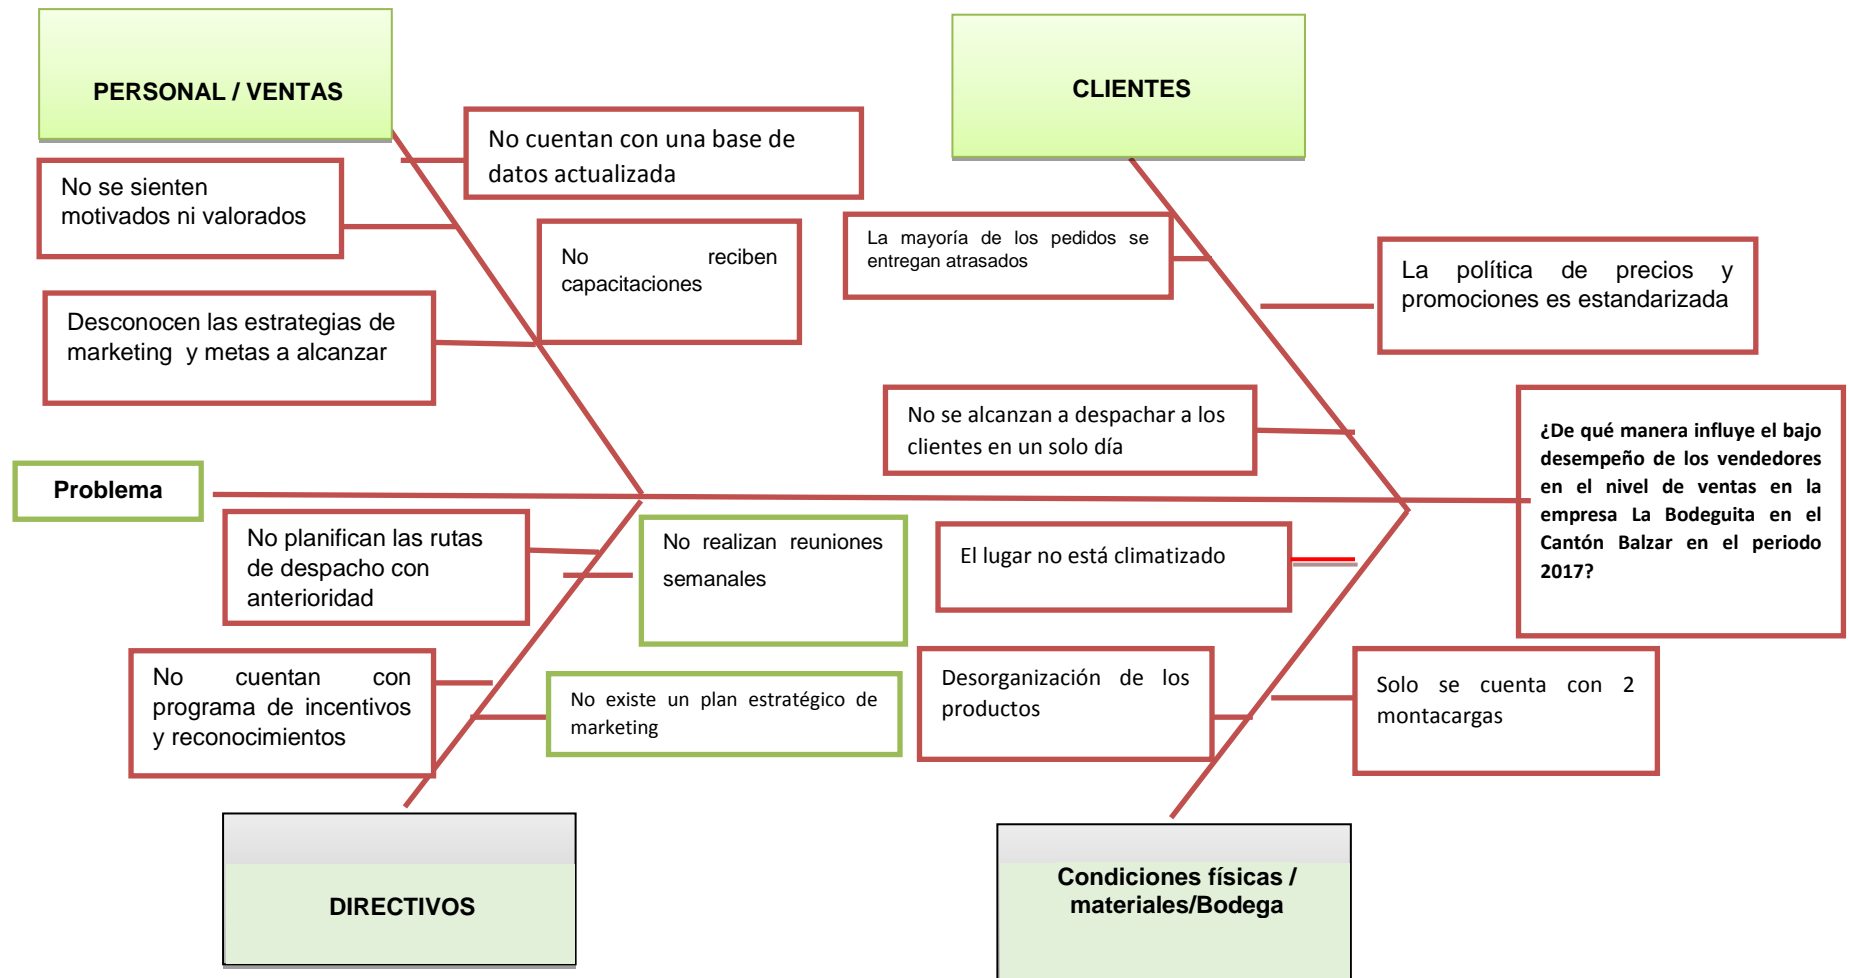 PERSONAL / VENTAS
CLIENTES
No cuentan con una base de
datos actualizada
No se sienten
motivados ni valorados
No reciben
capacitaciones
La mayoría de los pedidos se
entregan atrasados
La política de precios y
promociones es estandarizada
Desconocen las estrategias de
marketing y metas a alcanzar
No se alcanzan a despachar a los
clientes en un solo día
¿De qué manera influye el bajo
desempeño de los vendedores
en el nivel de ventas en la
empresa La Bodeguita en el
Cantón Balzar en el periodo
2017?
Problema
No planifican las rutas
de despacho con
anterioridad
No realizan reuniones
semanales
El lugar no está climatizado
No cuentan con
programa de incentivos
y reconocimientos
No existe un plan estratégico de
marketing
Desorganización de los
productos
Solo se cuenta con 2
montacargas
DIRECTIVOS
Condiciones físicas /
materiales/Bodega